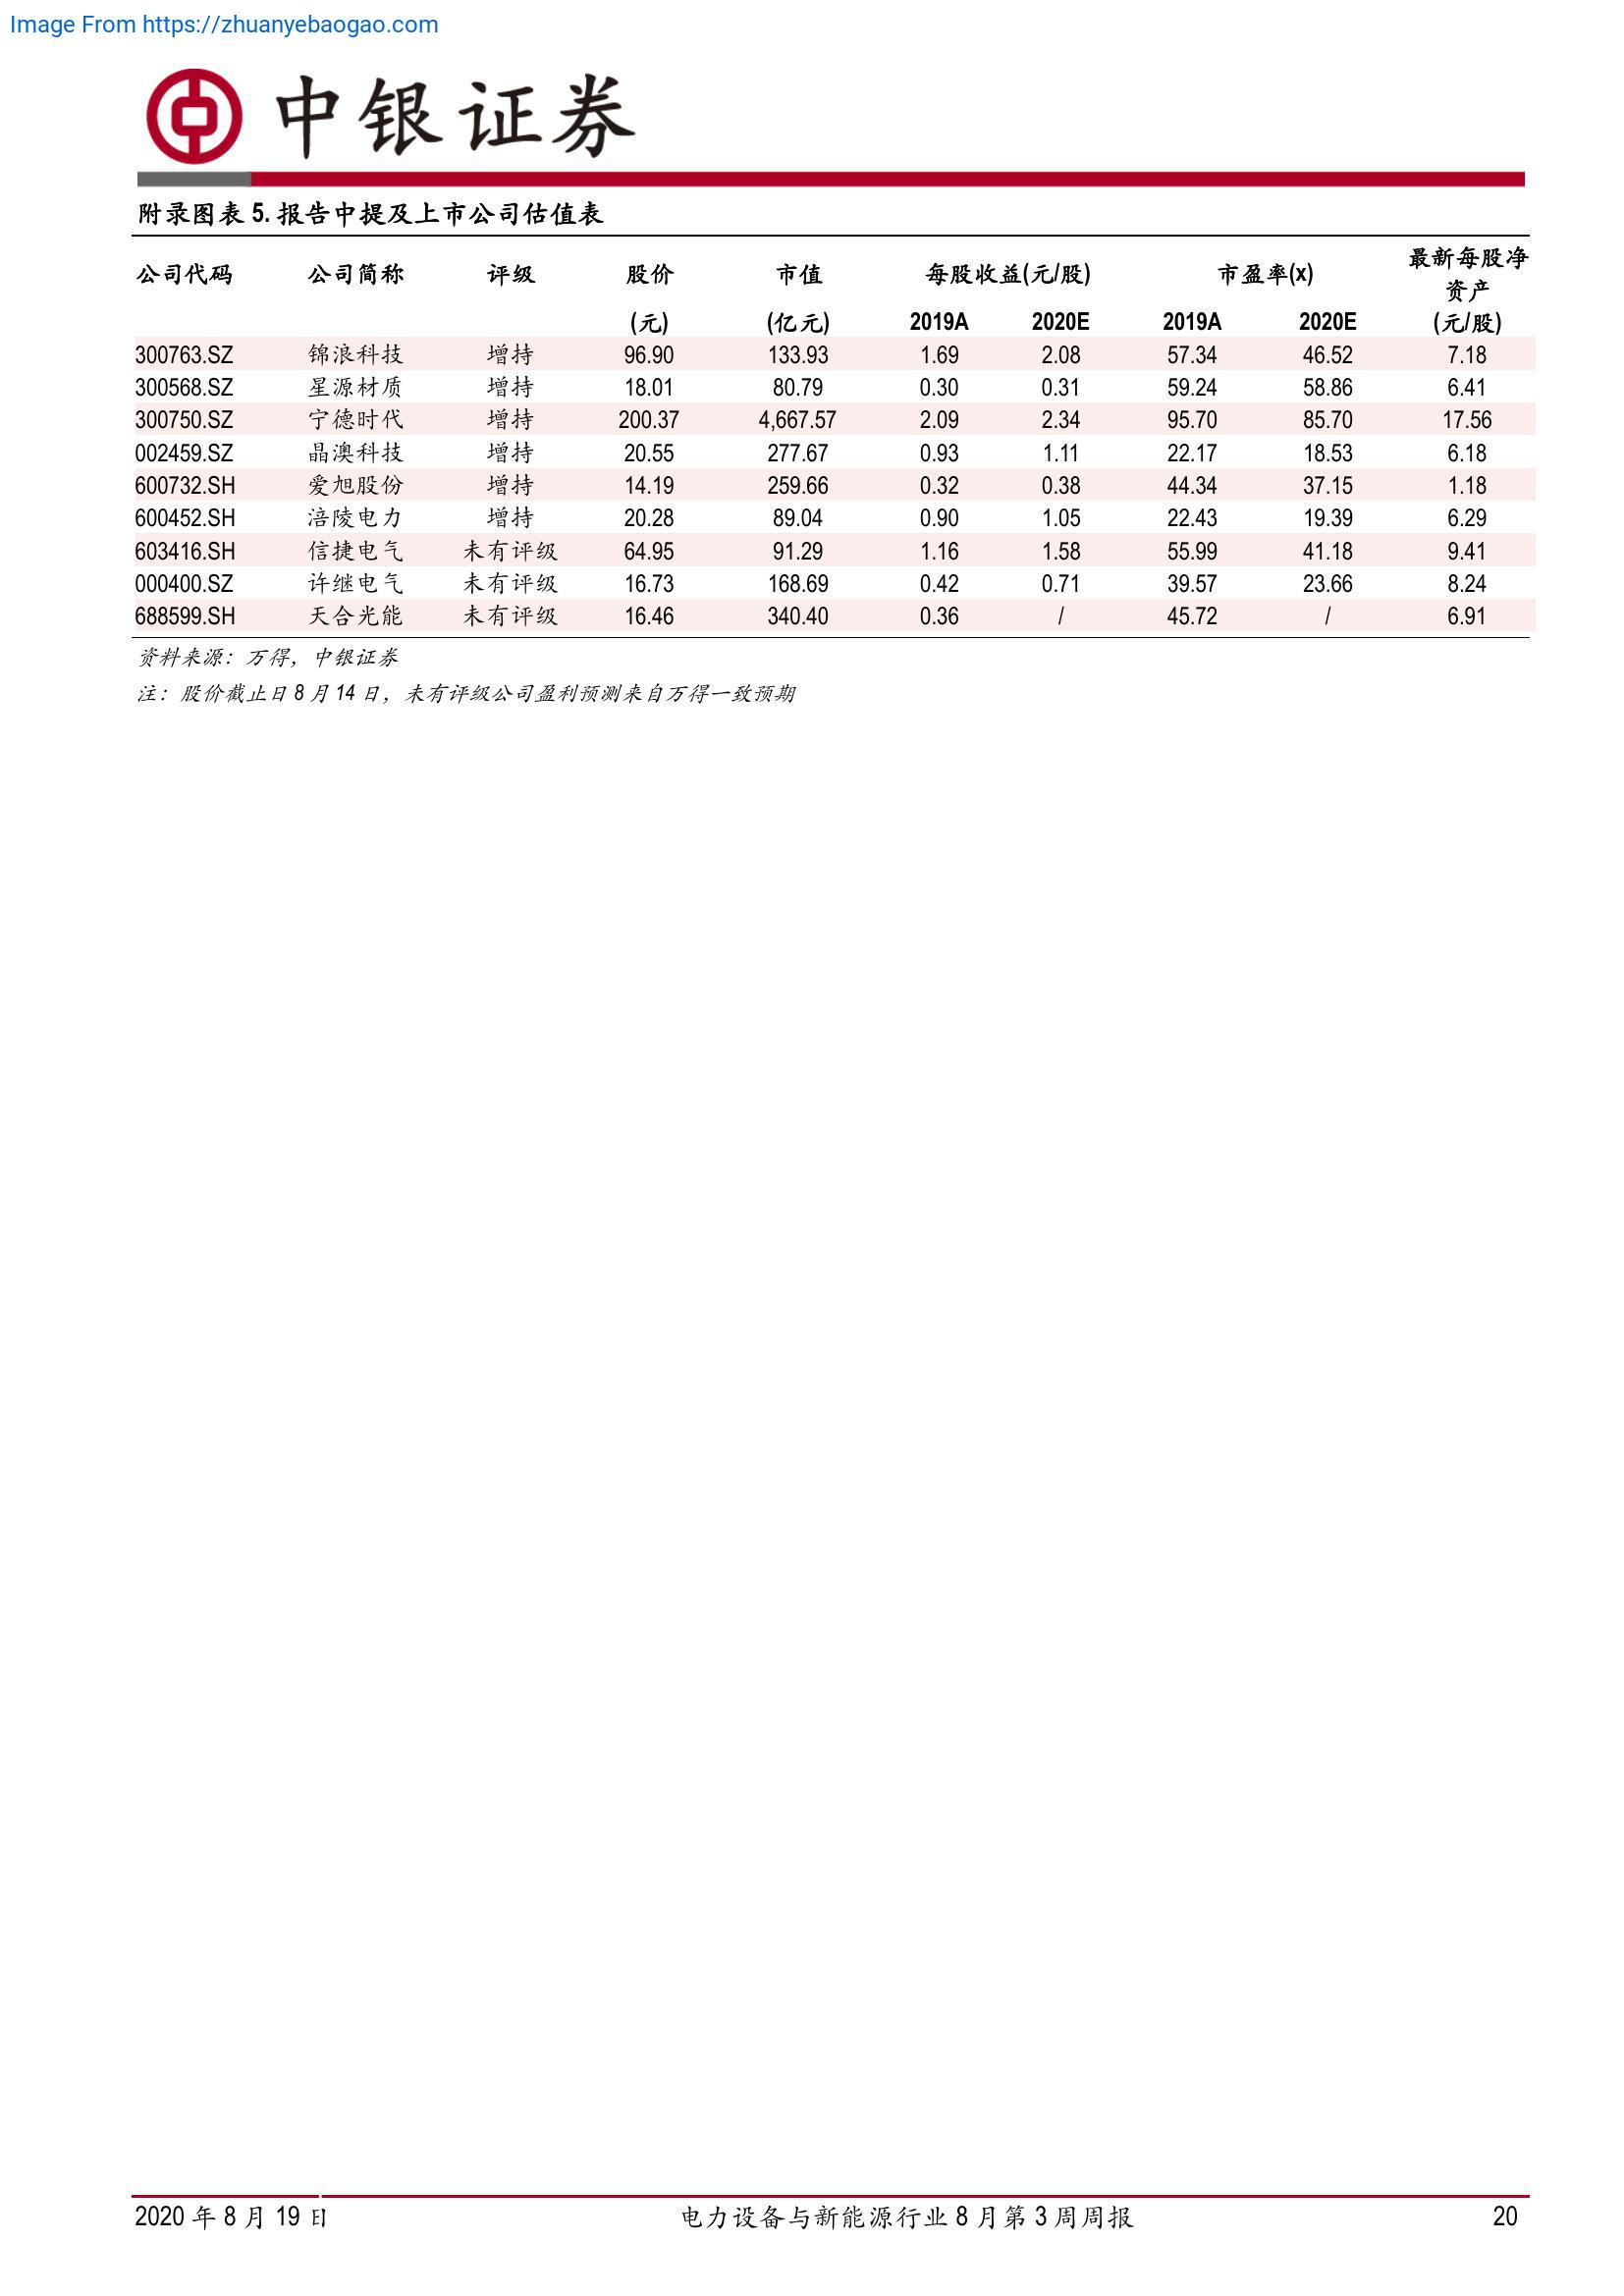 Image From https://zhuanyebaogao.com
中银证券
附录图表 5. 报告中提及上市公司估值表
公司代码 公司简称 评级 股价 市值 每股收益(元/股) 市盈率(x) 最新每股净
资产
(元) (亿元) 2019A 2020E 2019A 2020E (元/股)
300763.SZ 锦浪科技 增持 96.90 133.93 1.69 2.08 57.34 46.52 7.18
300568.SZ 星源材质 增持 18.01 80.79 0.30 0.31 59.24 58.86 6.41
300750.SZ 宁德时代 增持 200.37 4,667.57 2.09 2.34 95.70 85.70 17.56
002459.SZ 晶澳科技 增持 20.55 277.67 0.93 1.11 22.17 18.53 6.18
600732.SH 爱旭股份 增持 14.19 259.66 0.32 0.38 44.34 37.15 1.18
600452.SH 涪陵电力 增持 20.28 89.04 0.90 1.05 22.43 19.39 6.29
603416.SH 信捷电气 未有评级 64.95 91.29 1.16 1.58 55.99 41.18 9.41
000400.SZ 许继电气 未有评级 16.73 168.69 0.42 0.71 39.57 23.66 8.24
688599.SH 天合光能 未有评级 16.46 340.40 0.36 / 45.72 / 6.91
资料来源：万得，中银证券
注：股价截止日 8 月 14 日，未有评级公司盈利预测来自万得一致预期
2020 年 8 月 19 日 电力设备与新能源行业 8 月第 3 周周报 20